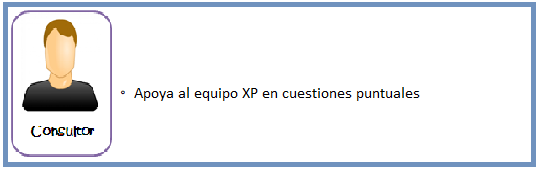 Consultor
◦ Apoya al equipo XP en cuestiones puntuales